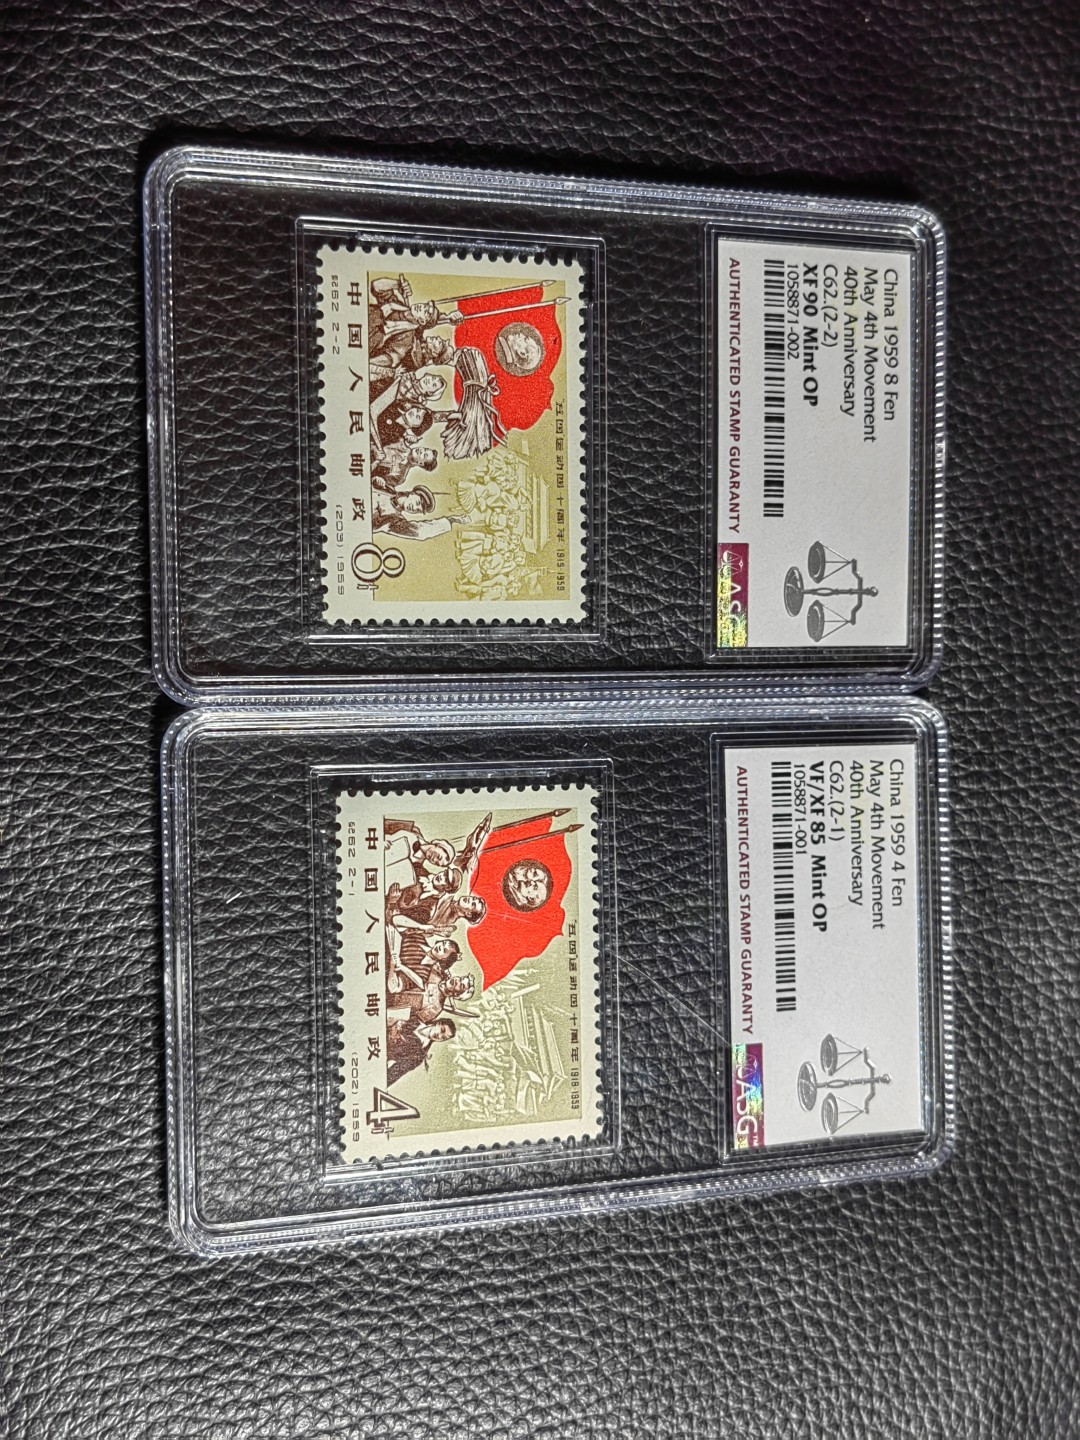 China 1959 8 Fen
May 4th Movement
40th Anniversary
C62.(2-2)
XF 90 Mint OP
1058871-002
AUTHENTICATED STAMP GUARANTY
ASG
"五四"运动四十周年 1919-1959
8分
中国人民邮政
纪62 2-2
(203) 1959
China 1959 4 Fen
May 4th Movement
40th Anniversary
C62.(2-1)
VF/XF 85 Mint OP
1058871-001
AUTHENTICATED STAMP GUARANTY
ASG™
"五四"运动四十周年 1919-1959
4分
中国人民邮政
纪62 2-1
(202) 1959